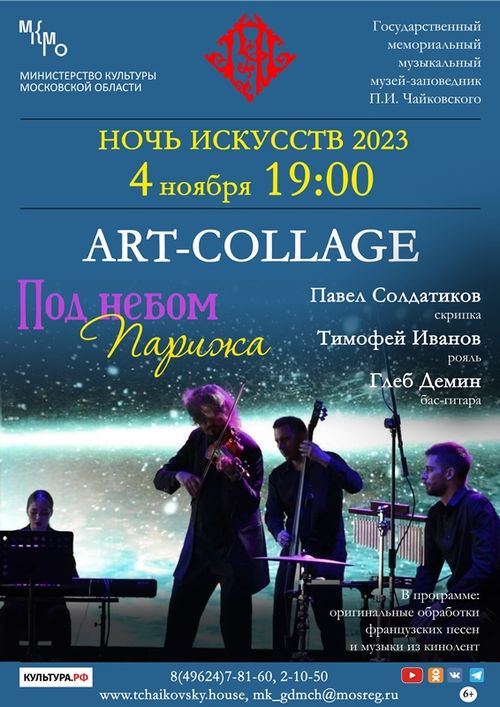 МКМО
МИНИСТЕРСТВО КУЛЬТУРЫ
МОСКОВСКОЙ ОБЛАСТИ
Государственный
мемориальный
музыкальный
музей-заповедник
П.И. Чайковского
НОЧЬ ИСКУССТВ 2023
4 ноября 19:00
ART-COLLAGE
Под небом
Парижа
Павел Солдатиков
скрипка
Тимофей Иванов
рояль
Глеб Демин
бас-гитара
В программе:
оригинальные обработки
французских песен
и музыки из кинолент
КУЛЬТУРА.РФ
8(49624)7-81-60, 2-10-50
www.tchaikovsky.house, mk_gdmch@mosreg.ru
6+